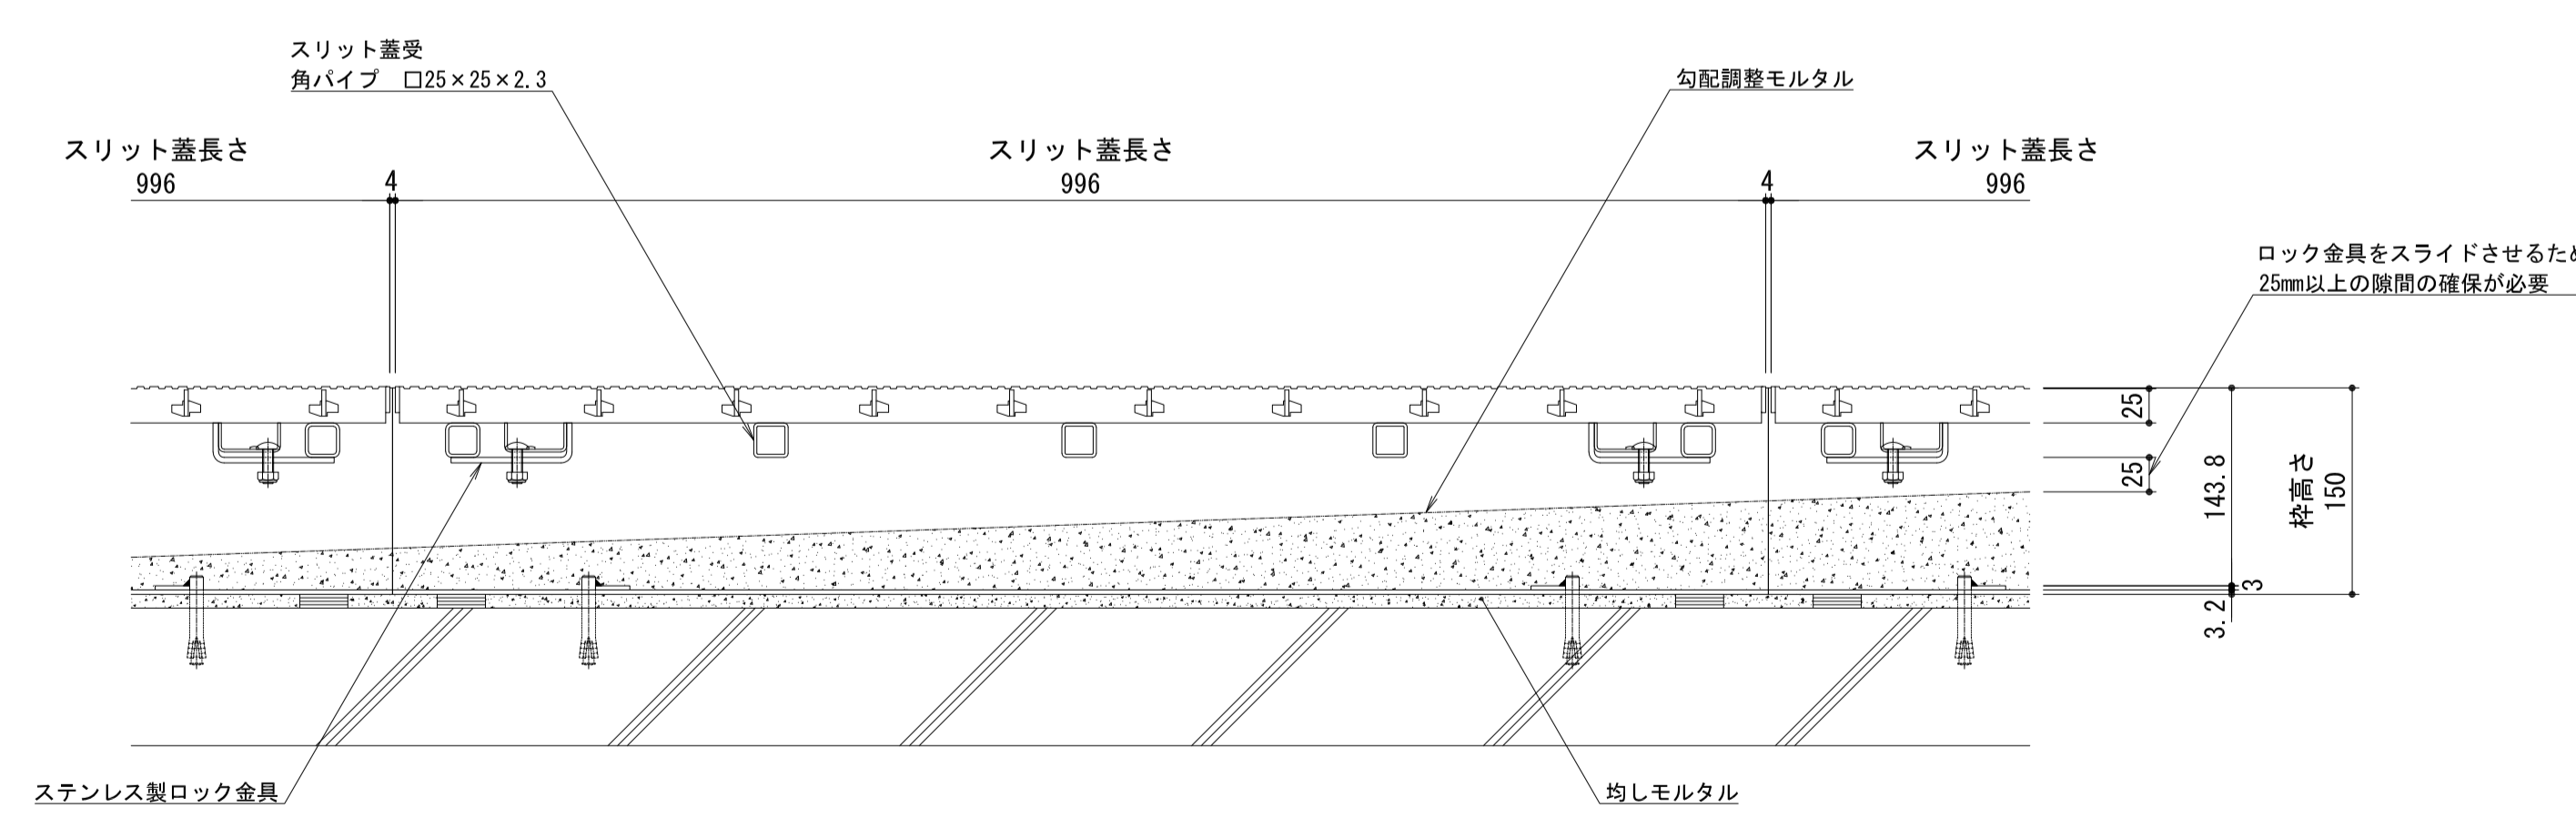 スリット蓋受
角パイプ　□25×25×2.3
勾配調整モルタル
スリット蓋長さ
996
4
スリット蓋長さ
996
4
スリット蓋長さ
996
ロック金具をスライドさせるため
25mm以上の隙間の確保が必要
25
25
143.8
3
3.2
枠高さ
150
ステンレス製ロック金具
均しモルタル